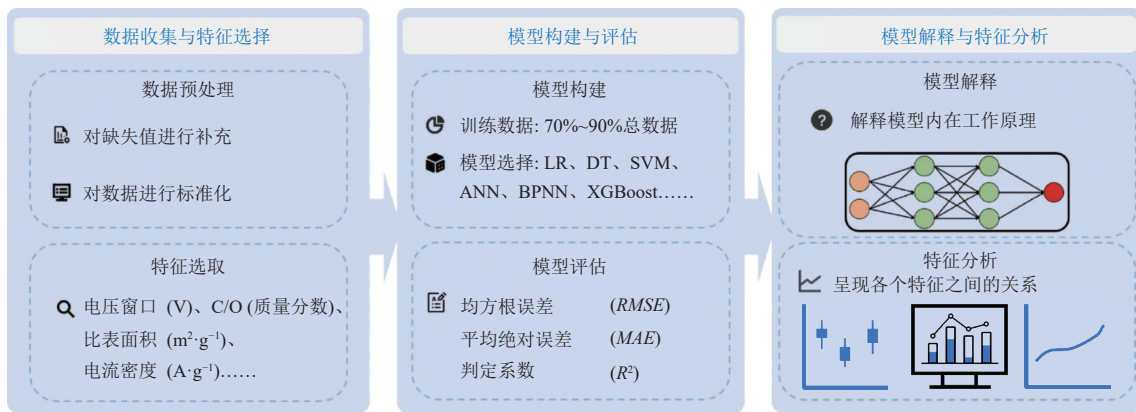 数据收集与特征选择
数据预处理
对缺失值进行补充
对数据进行标准化
特征选取
电压窗口 (V)、C/O (质量分数)、
比表面积 (m²·g⁻¹)、
电流密度 (A·g⁻¹)……
模型构建与评估
模型构建
训练数据: 70%~90%总数据
模型选择: LR、DT、SVM、
ANN、BPNN、XGBoost……
模型评估
均方根误差 (RMSE)
平均绝对误差 (MAE)
判定系数 (R²)
模型解释与特征分析
模型解释
解释模型内在工作原理
特征分析
呈现各个特征之间的关系